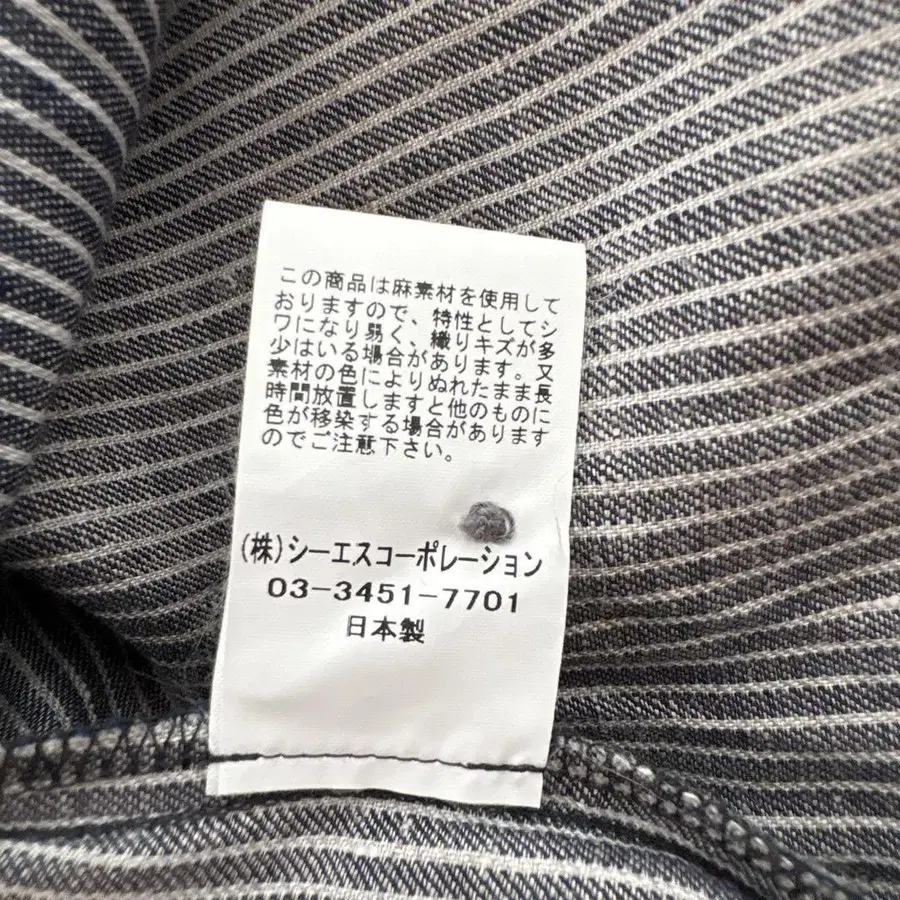 この商品は麻素材を使用して
おりますので、特性としてシ
ワになり易く、織りキズが多
少はいる場合があります。又
素材の色によりぬれたまま長
時間放置しますと他のものに
色が移染する場合があります
のでご注意下さい。
(株)シーエスコーポレーション
03-3451-7701
日本製